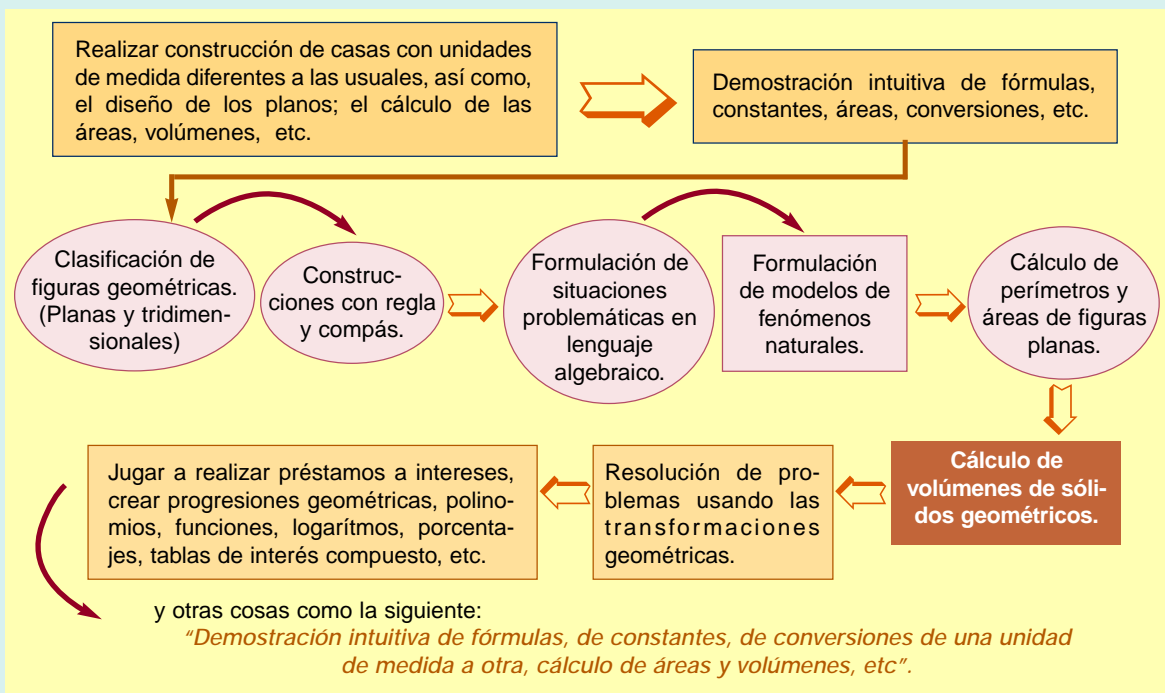 Realizar construcción de casas con unidades
de medida diferentes a las usuales, así como,
el diseño de los planos; el cálculo de las
áreas, volúmenes, etc.
Demostración intuitiva de fórmulas,
constantes, áreas, conversiones, etc.
Clasificación de
figuras geométricas.
(Planas y tridimen-
sionales)
Construc-
ciones con regla
y compás.
Formulación de
situaciones
problemáticas en
lenguaje
algebraico.
Formulación
de modelos de
fenómenos
naturales.
Cálculo de
perímetros y
áreas de figuras
planas.
Cálculo de
volúmenes de sóli-
dos geométricos.
Resolución de pro-
blemas usando las
transformaciones
geométricas.
Jugar a realizar préstamos a intereses,
crear progresiones geométricas, polino-
mios, funciones, logarítmos, porcenta-
jes, tablas de interés compuesto, etc.
y otras cosas como la siguiente:
“Demostración intuitiva de fórmulas, de constantes, de conversiones de una unidad
de medida a otra, cálculo de áreas y volúmenes, etc”.